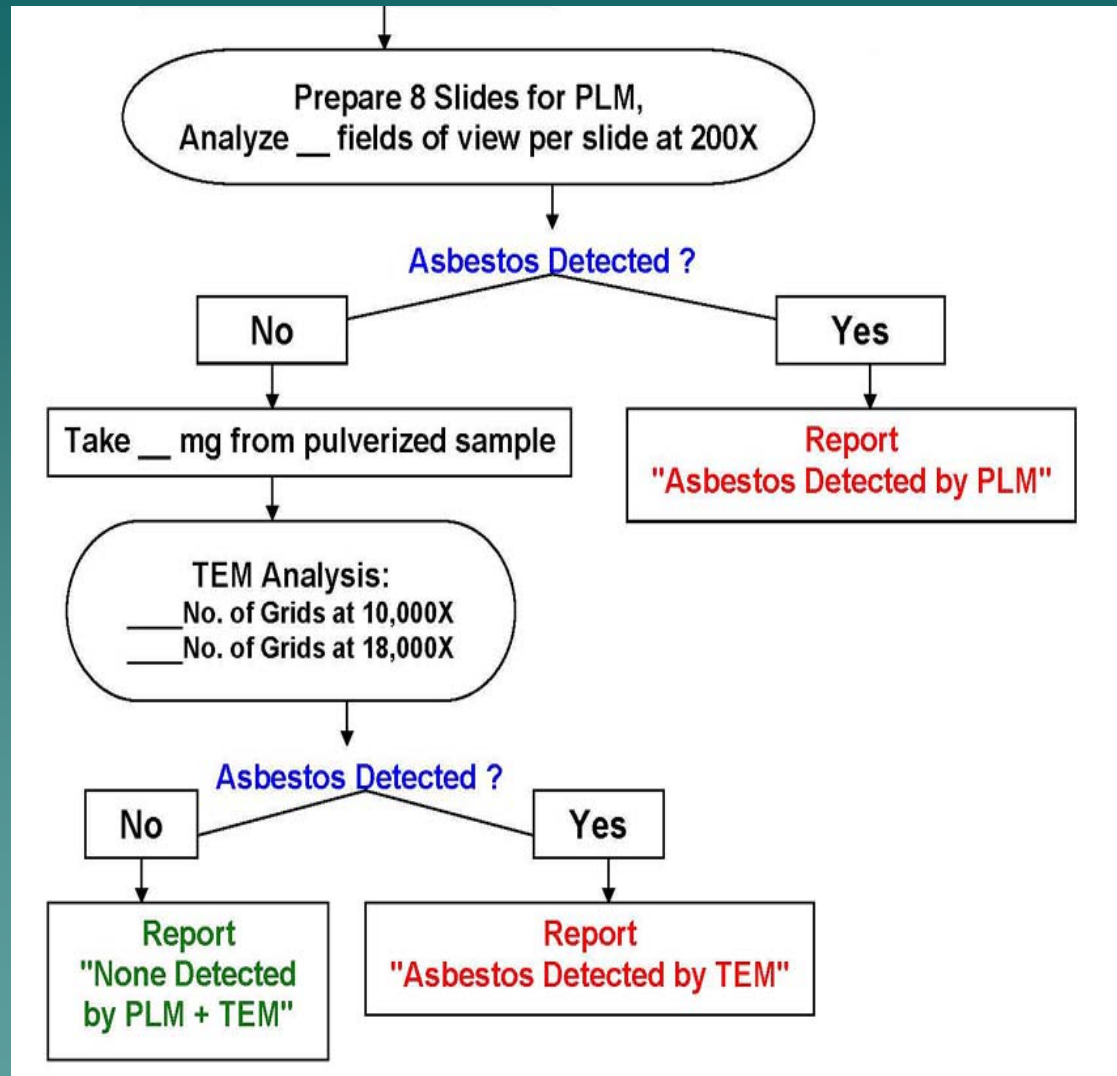 Prepare 8 Slides for PLM,
Analyze __ fields of view per slide at 200X
Asbestos Detected ?
No
Yes
Take __ mg from pulverized sample
Report
"Asbestos Detected by PLM"
TEM Analysis:
____No. of Grids at 10,000X
____No. of Grids at 18,000X
Asbestos Detected ?
No
Yes
Report
"None Detected
by PLM + TEM"
Report
"Asbestos Detected by TEM"